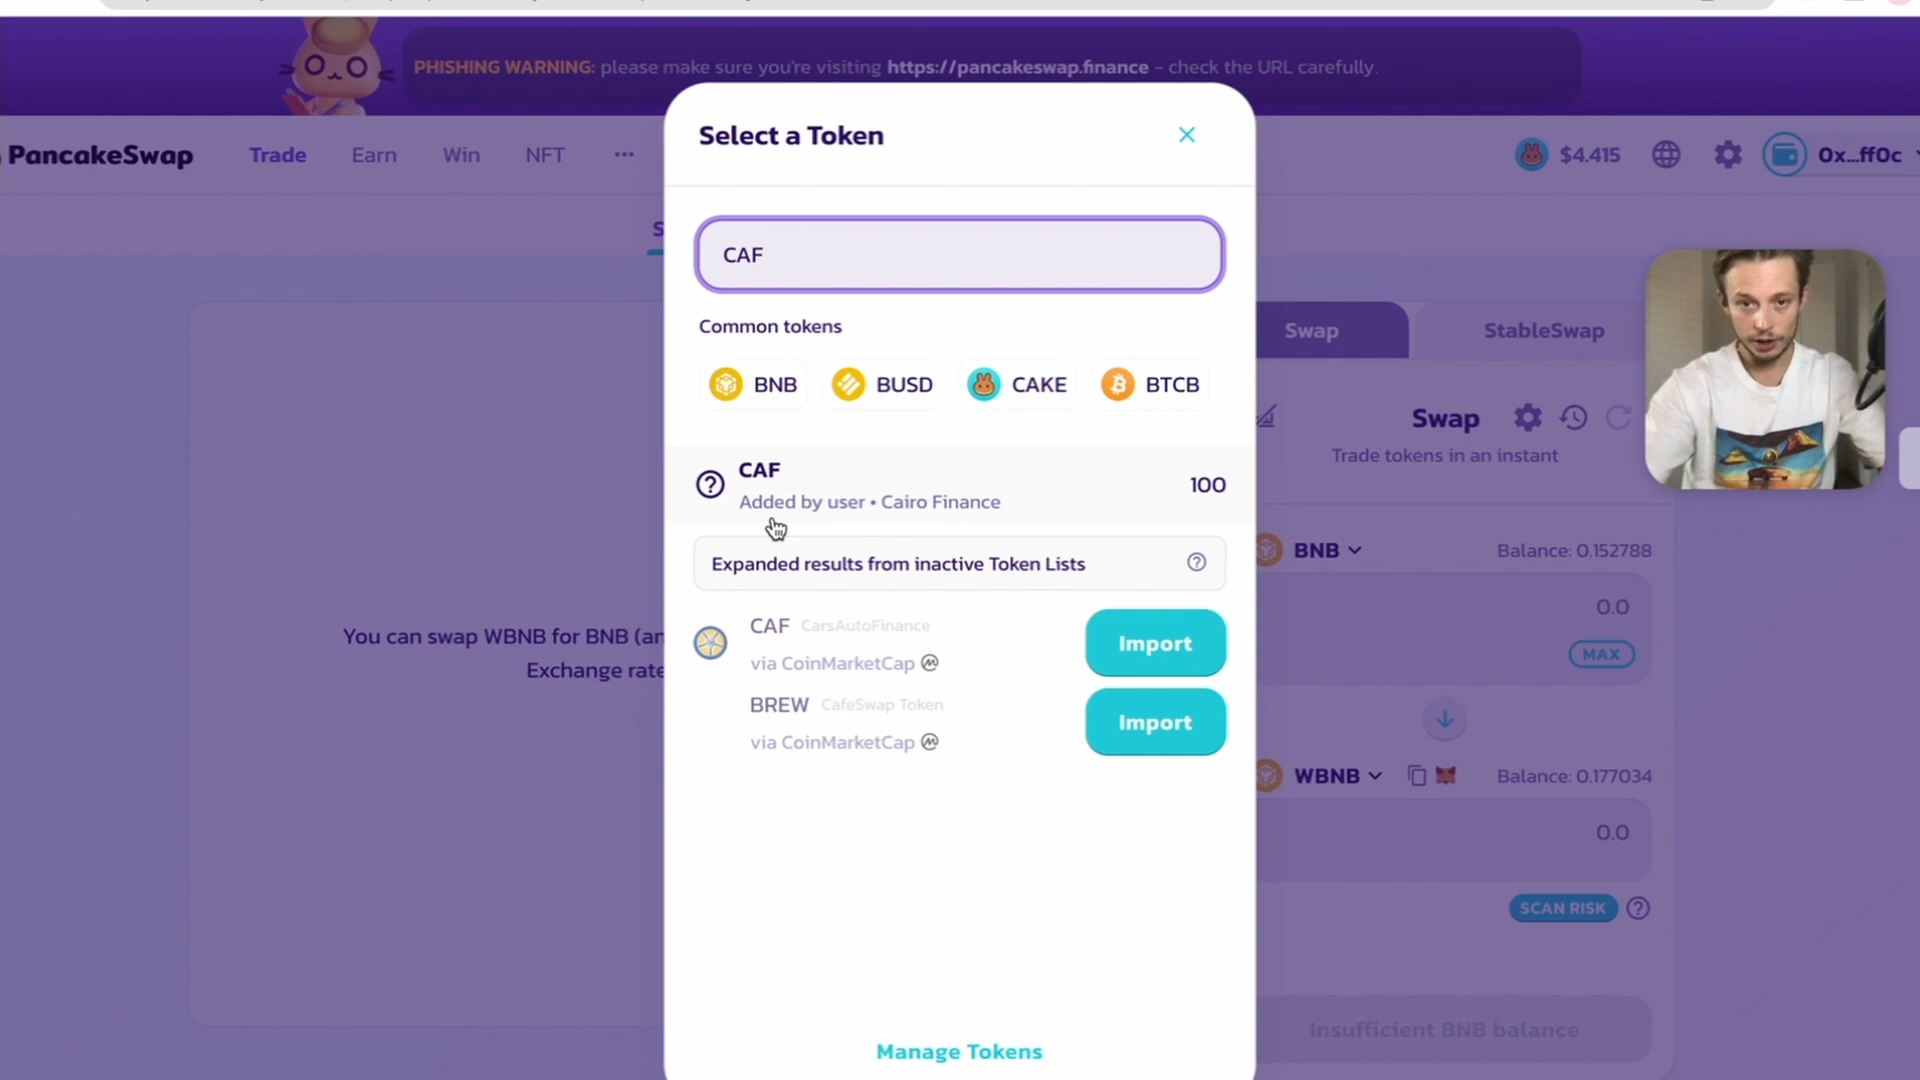 PHISHING WARNING: please make sure you're visiting https://pancakeswap.finance - check the URL carefully.
PancakeSwap
Trade
Earn
Win
NFT
...
$4.415
0x...ff0c
Select a Token
CAF
Common tokens
BNB
BUSD
CAKE
BTCB
CAF
Added by user • Cairo Finance
100
Expanded results from inactive Token Lists
CAF CarsAutoFinance
via CoinMarketCap
Import
BREW CafeSwap Token
via CoinMarketCap
Import
Manage Tokens
You can swap WBNB for BNB (an
Exchange rate
Swap
StableSwap
Swap
Trade tokens in an instant
BNB
Balance: 0.152788
0.0
MAX
WBNB
Balance: 0.177034
0.0
SCAN RISK
Insufficient BNB balance